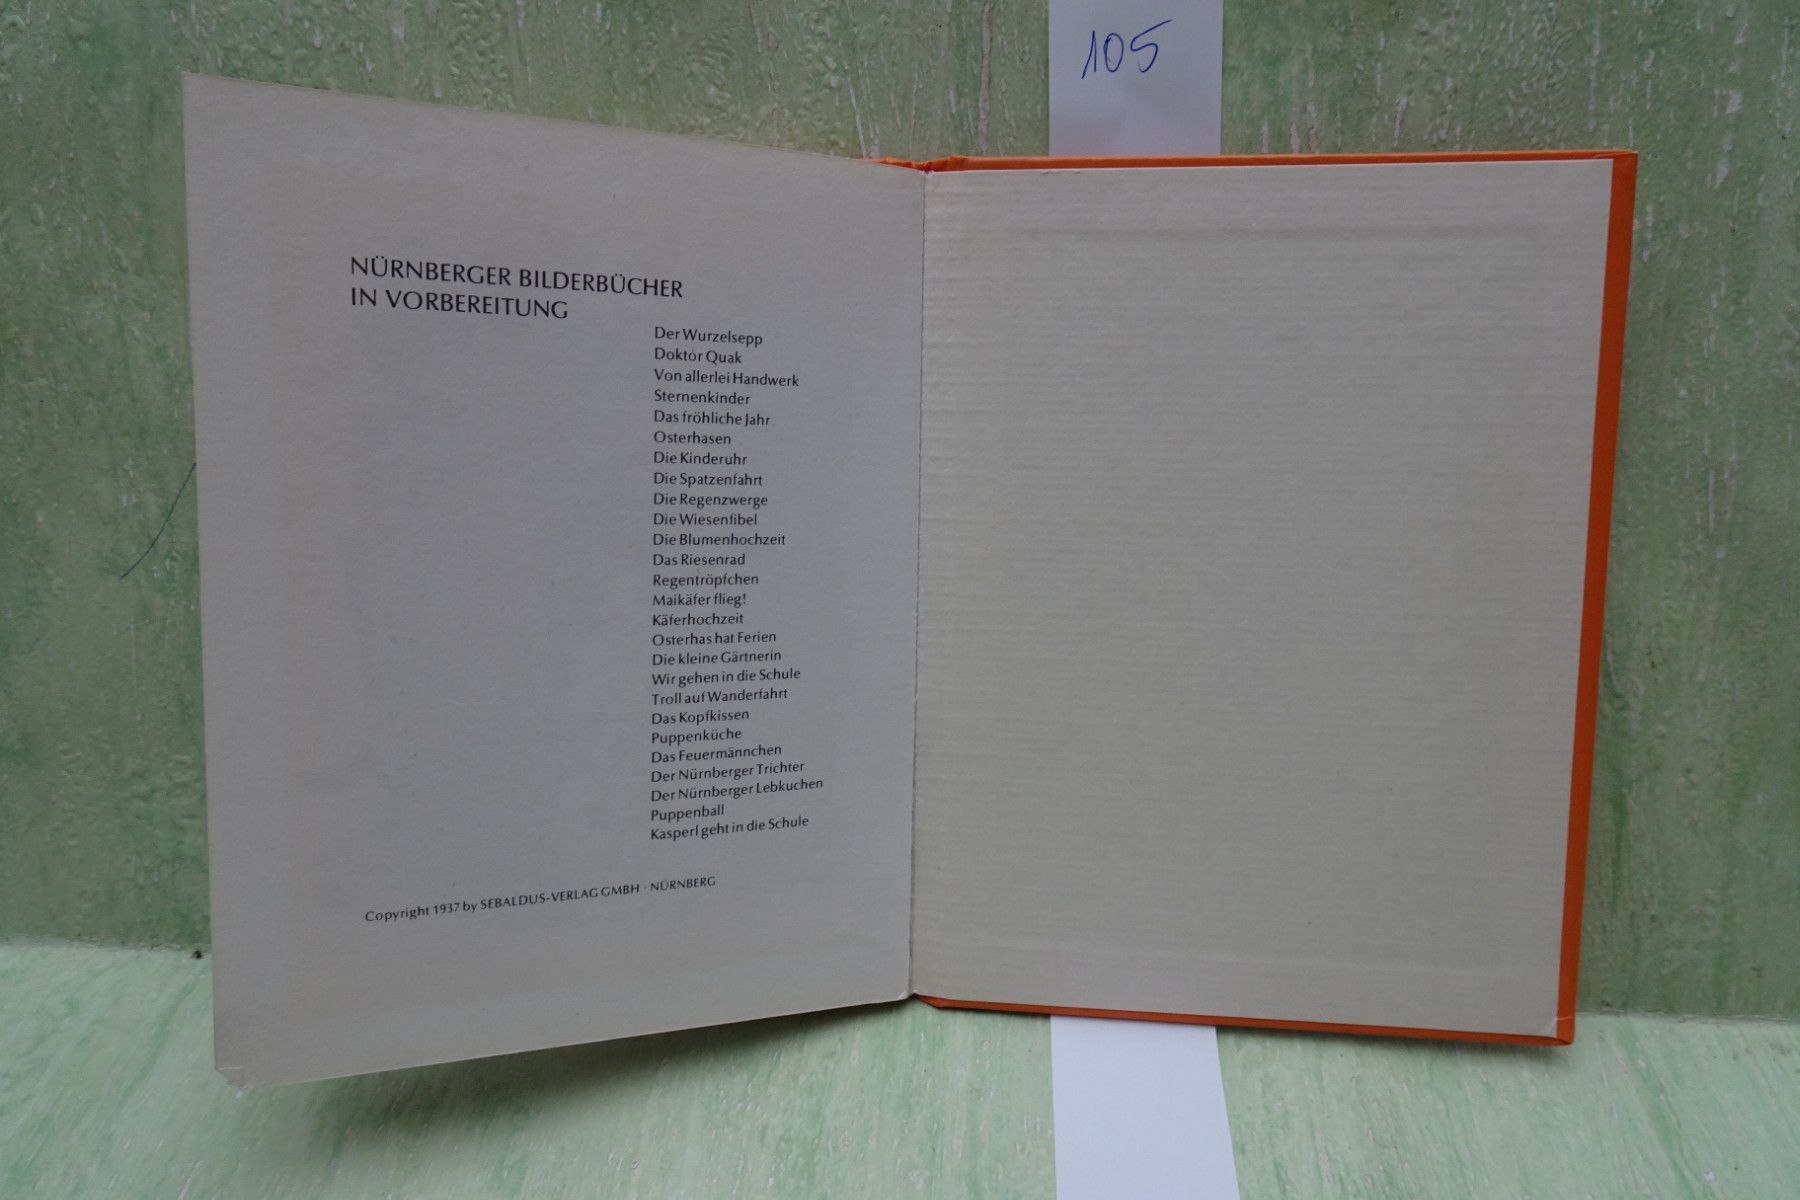 105
NÜRNBERGER BILDERBÜCHER
IN VORBEREITUNG
Der Wurzelsepp
Doktor Quak
Von allerlei Handwerk
Sternenkinder
Das fröhliche Jahr
Osterhasen
Die Kinderuhr
Die Spatzenfahrt
Die Regenzwerge
Die Wiesenfibel
Die Blumenhochzeit
Das Riesenrad
Regentröpfchen
Maikäfer flieg!
Käferhochzeit
Osterhas hat Ferien
Die kleine Gärtnerin
Wir gehen in die Schule
Troll auf Wanderfahrt
Das Kopfkissen
Puppenküche
Das Feuermännchen
Der Nürnberger Trichter
Der Nürnberger Lebkuchen
Puppenball
Kasperl geht in die Schule
Copyright 1937 by SEBALDUS-VERLAG GMBH · NÜRNBERG